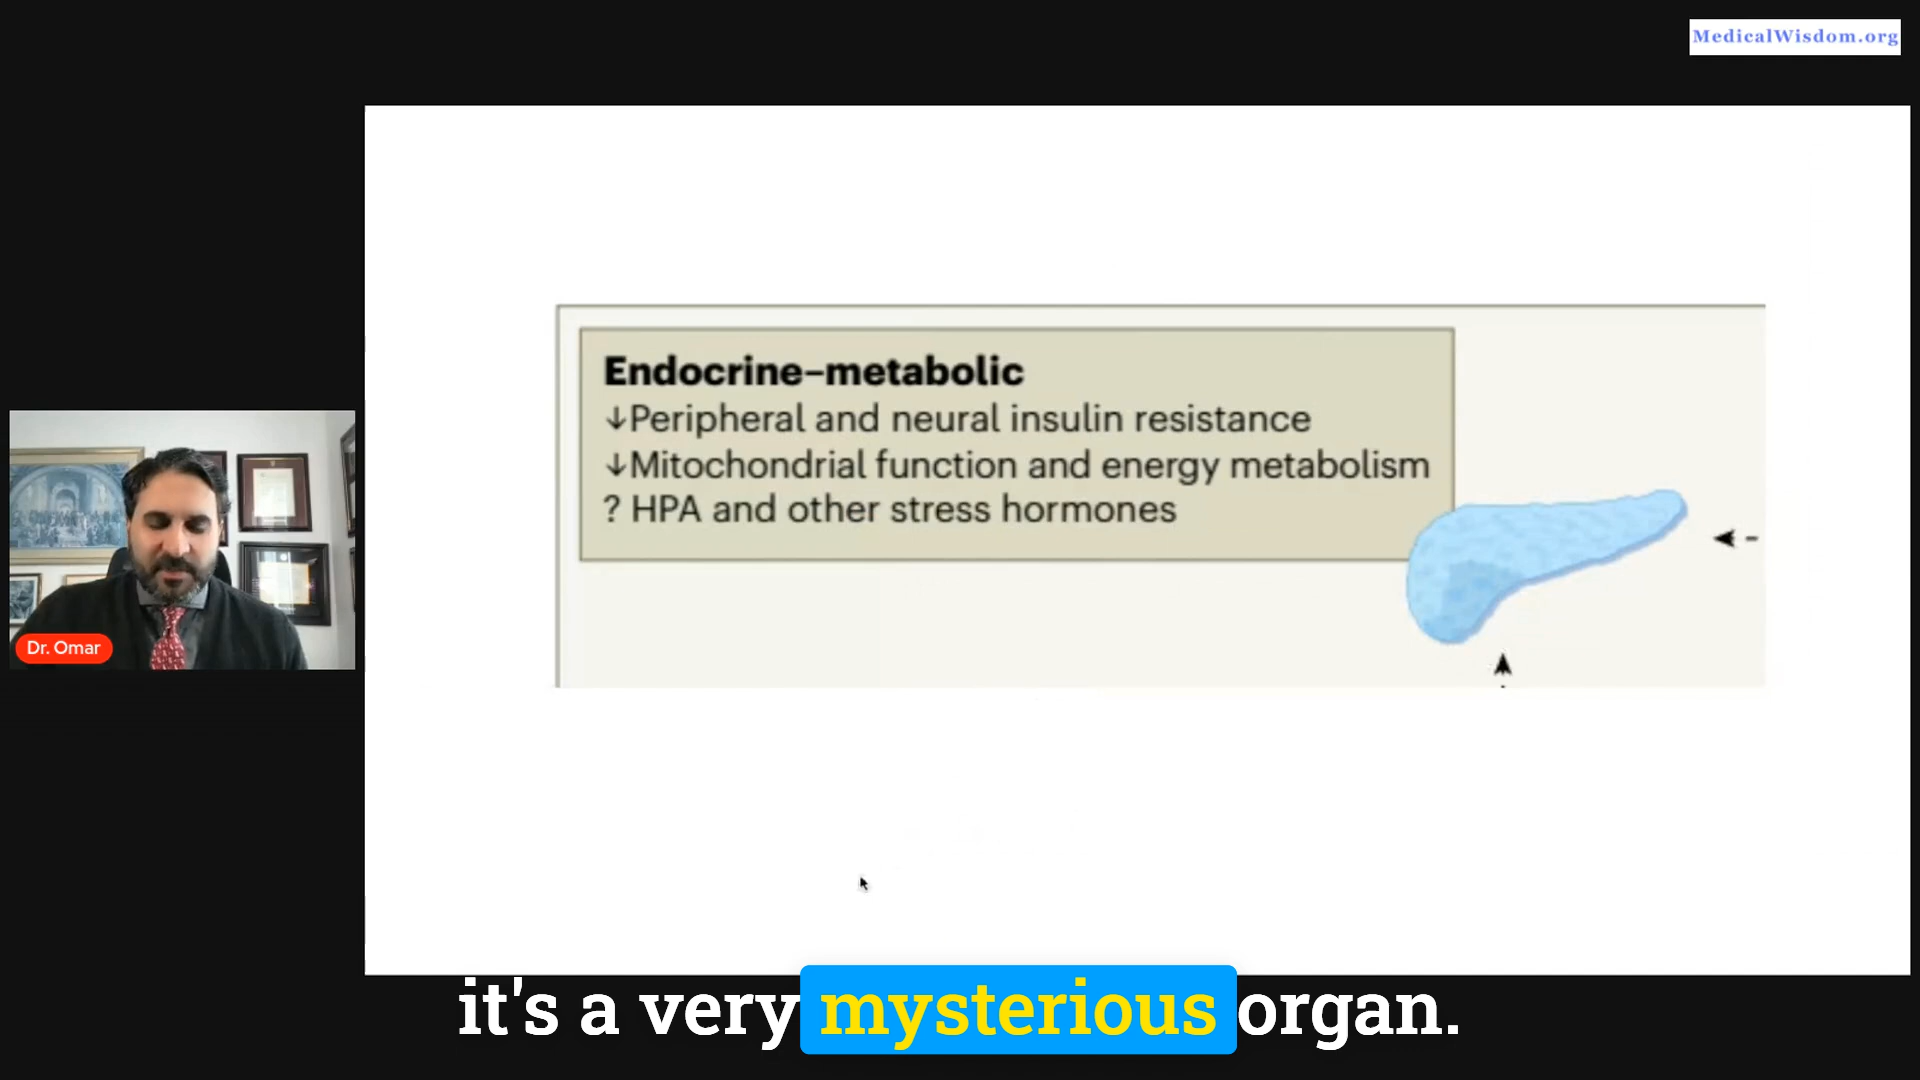 MedicalWisdom.org
Endocrine–metabolic
↓Peripheral and neural insulin resistance
↓Mitochondrial function and energy metabolism
? HPA and other stress hormones
Dr. Omar
it's a very mysterious organ.